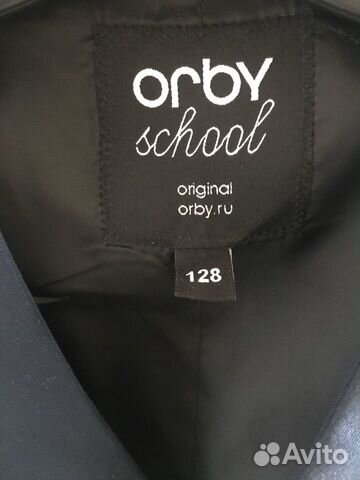 orby
school
original
orby.ru
128
Avito